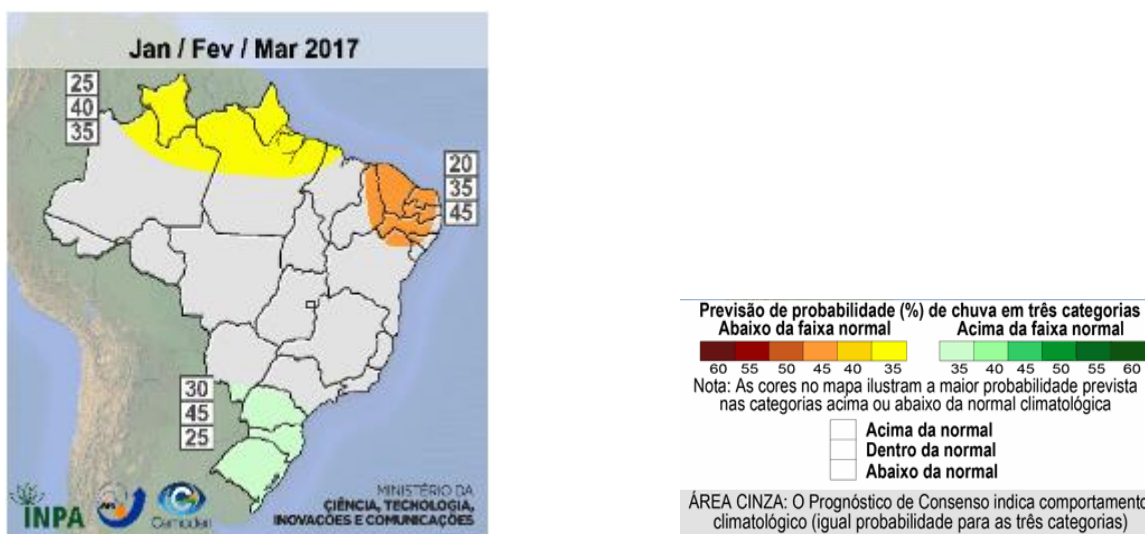 Jan / Fev / Mar 2017
25
40
35
20
35
45
30
45
25
INPA
Cemaden
MINISTÉRIO DA
CIÊNCIA, TECNOLOGIA,
INOVAÇÕES E COMUNICAÇÕES
Previsão de probabilidade (%) de chuva em três categorias
Abaixo da faixa normal Acima da faixa normal
60 55 50 45 40 35 35 40 45 50 55 60
Nota: As cores no mapa ilustram a maior probabilidade prevista
nas categorias acima ou abaixo da normal climatológica
Acima da normal
Dentro da normal
Abaixo da normal
ÁREA CINZA: O Prognóstico de Consenso indica comportamento
climatológico (igual probabilidade para as três categorias)